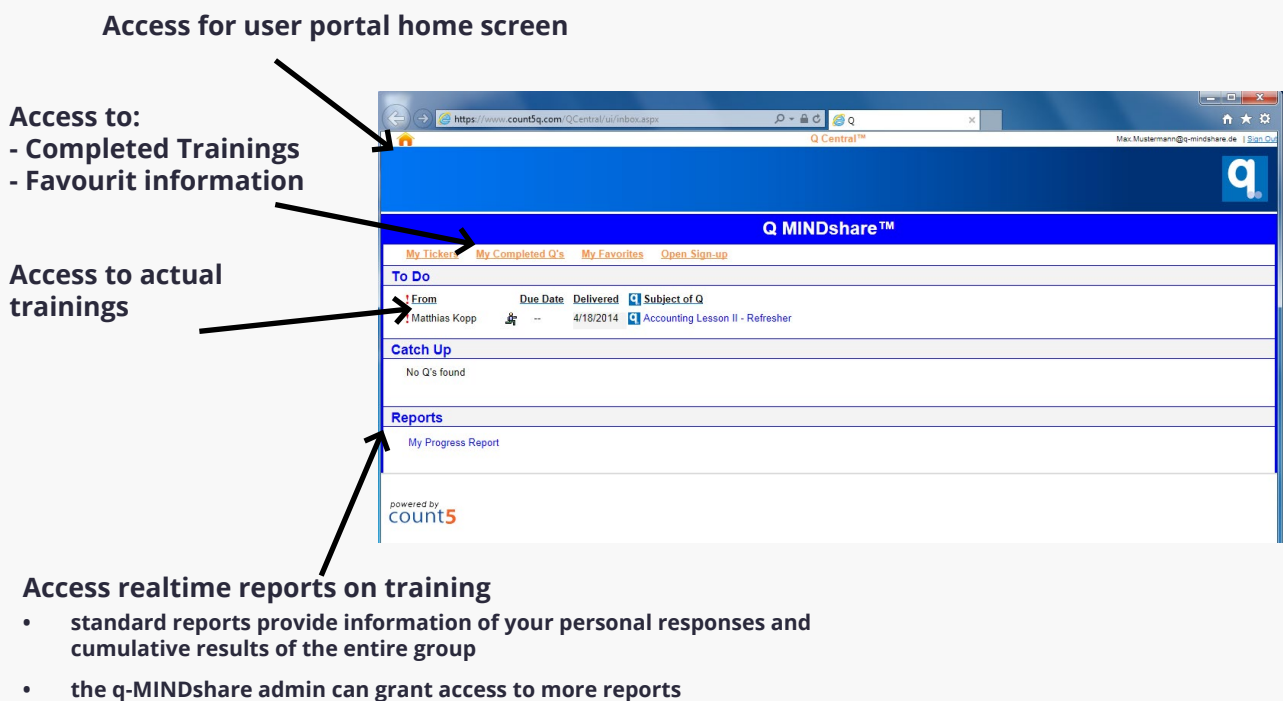 Access for user portal home screen
Access to:
- Completed Trainings
- Favourit information
Access to actual
trainings
https://www.count5q.com/QCentral/ui/inbox.aspx
Q
Q Central™
Max.Mustermann@q-mindshare.de | Sign Out
q
Q MINDshare™
My Tickers My Completed Q's My Favorites Open Sign-up
To Do
! From Due Date Delivered q Subject of Q
! Matthias Kopp -- 4/18/2014 q Accounting Lesson II - Refresher
Catch Up
No Q's found
Reports
My Progress Report
powered by
count5
Access realtime reports on training
• standard reports provide information of your personal responses and
cumulative results of the entire group
• the q-MINDshare admin can grant access to more reports